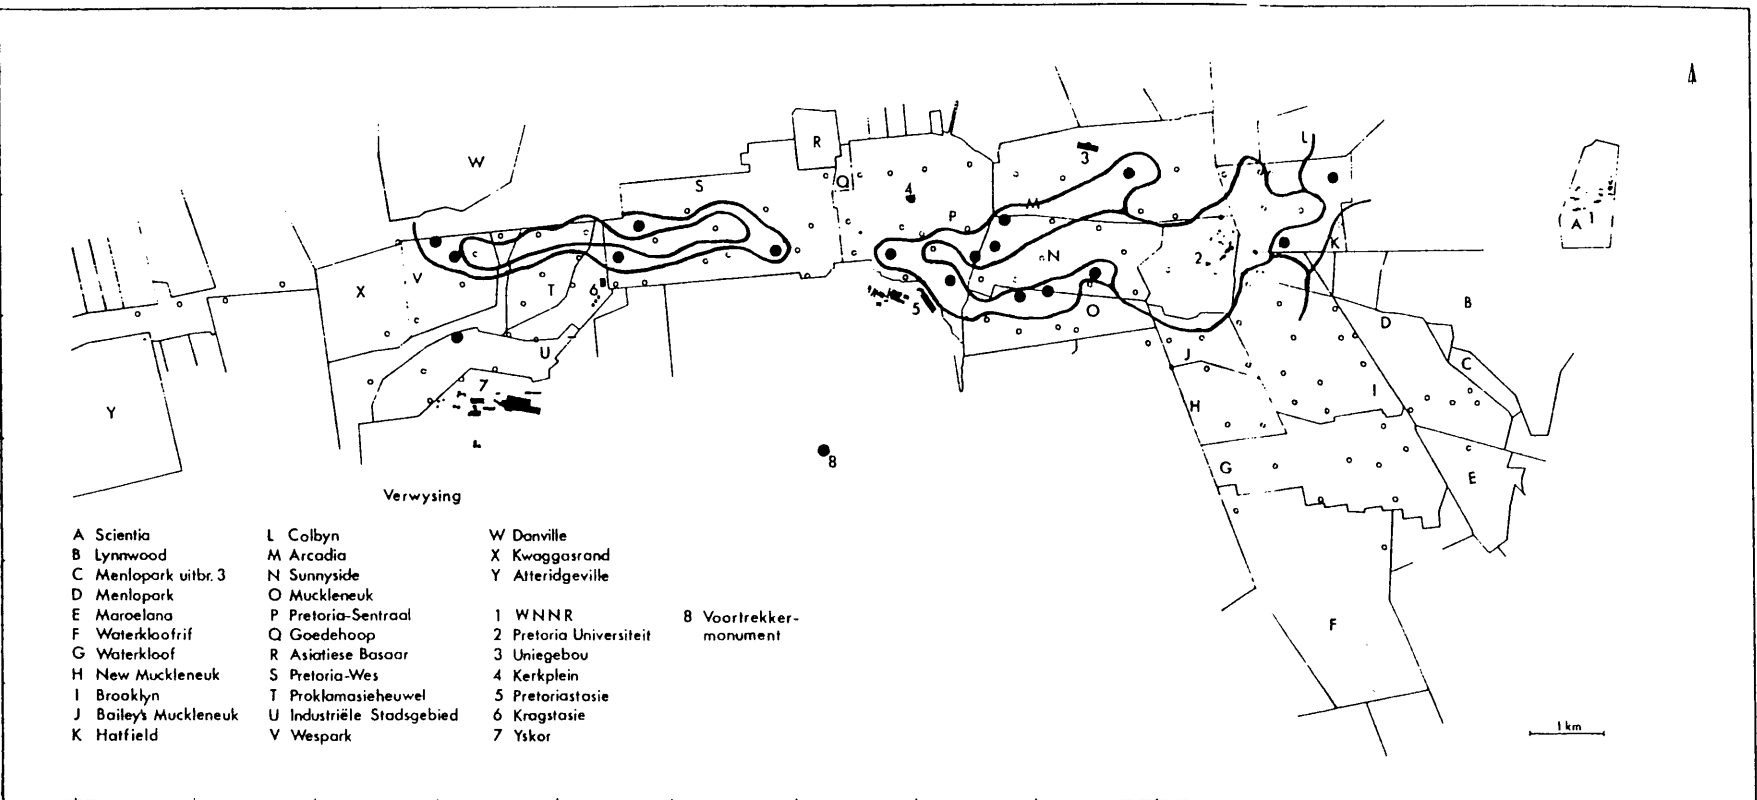 W
R
S
Q
3
4
L
M
P
A 1
V
X
T
6
N
2
K
5
O
B
D
U
J
C
7
I
Y
H
8
G
E
F
1 km
Verwysing
A Scientia
B Lynnwood
C Menlopark uitbr. 3
D Menlopark
E Maroelana
F Waterkloofrif
G Waterkloof
H New Muckleneuk
I Brooklyn
J Bailey's Muckleneuk
K Hatfield
L Colbyn
M Arcadia
N Sunnyside
O Muckleneuk
P Pretoria-Sentraal
Q Goedehoop
R Asiatiese Basaar
S Pretoria-Wes
T Proklamasieheuwel
U Industriële Stadsgebied
V Wespark
W Danville
X Kwaggasrand
Y Atteridgeville
1 WNNR
2 Pretoria Universiteit
3 Uniegebou
4 Kerkplein
5 Pretoriastasie
6 Kragstasie
7 Yskor
8 Voortrekker-
monument